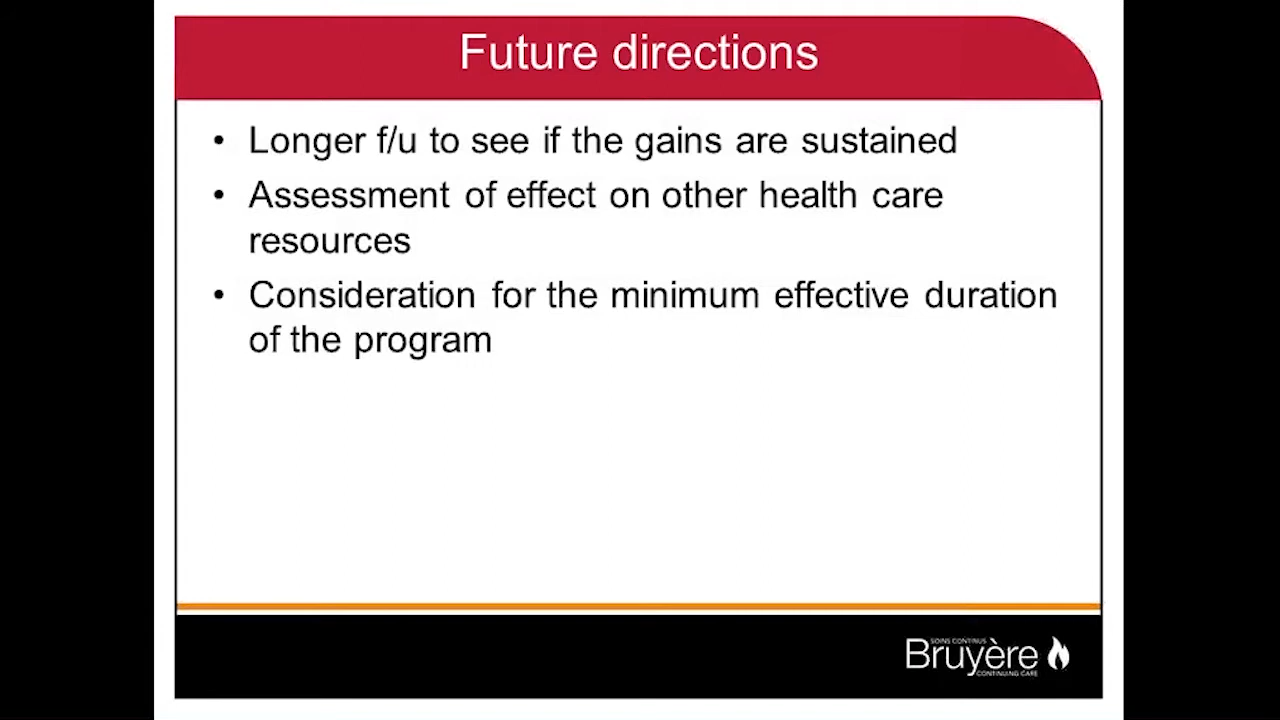 Future directions
• Longer f/u to see if the gains are sustained
• Assessment of effect on other health care
resources
• Consideration for the minimum effective duration
of the program
SOINS CONTINUS
Bruyère
CONTINUING CARE